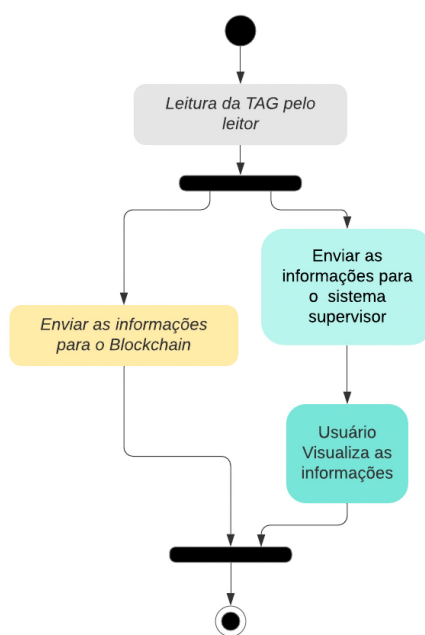 Leitura da TAG pelo
leitor
Enviar as
informações para
o sistema
supervisor
Enviar as informações
para o Blockchain
Usuário
Visualiza as
informações